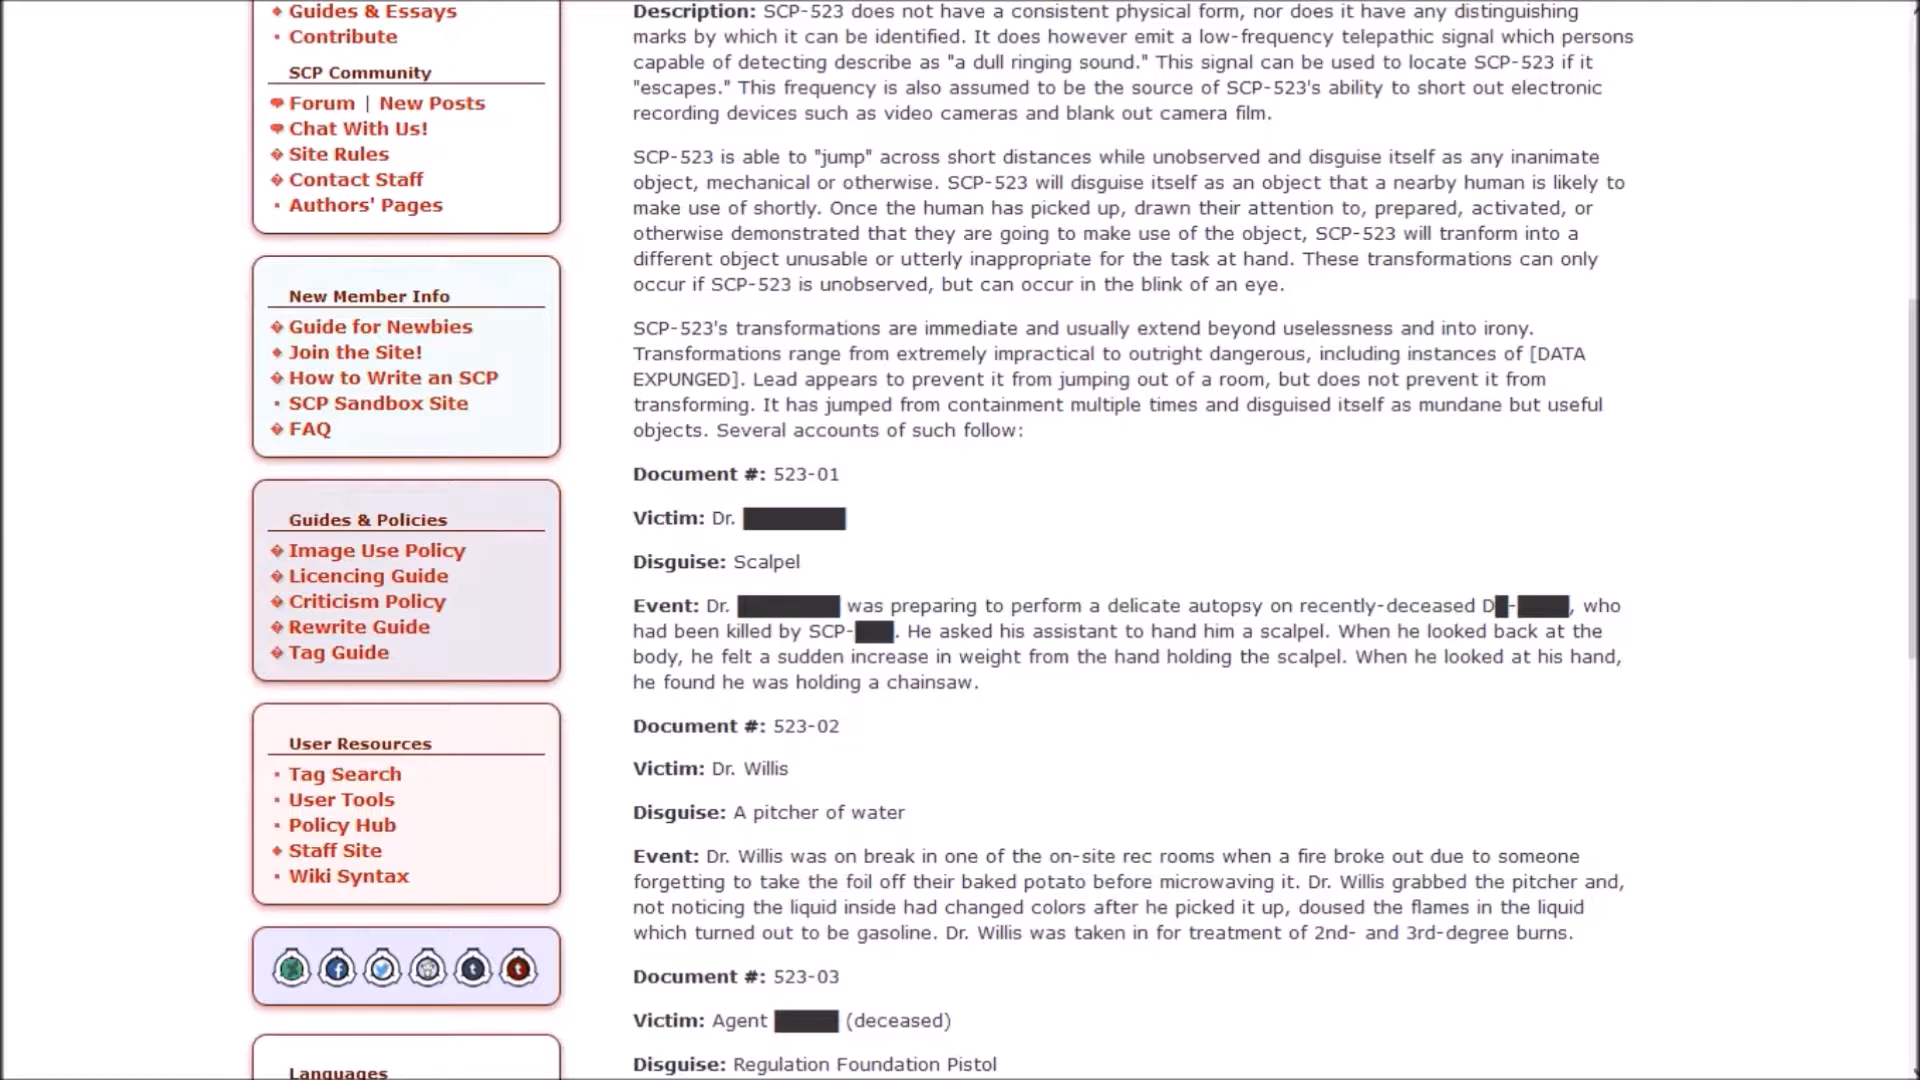 Guides & Essays
Contribute
SCP Community
Forum | New Posts
Chat With Us!
Site Rules
Contact Staff
Authors' Pages
New Member Info
Guide for Newbies
Join the Site!
How to Write an SCP
SCP Sandbox Site
FAQ
Guides & Policies
Image Use Policy
Licencing Guide
Criticism Policy
Rewrite Guide
Tag Guide
User Resources
Tag Search
User Tools
Policy Hub
Staff Site
Wiki Syntax
Languages
Description: SCP-523 does not have a consistent physical form, nor does it have any distinguishing
marks by which it can be identified. It does however emit a low-frequency telepathic signal which persons
capable of detecting describe as "a dull ringing sound." This signal can be used to locate SCP-523 if it
"escapes." This frequency is also assumed to be the source of SCP-523's ability to short out electronic
recording devices such as video cameras and blank out camera film.
SCP-523 is able to "jump" across short distances while unobserved and disguise itself as any inanimate
object, mechanical or otherwise. SCP-523 will disguise itself as an object that a nearby human is likely to
make use of shortly. Once the human has picked up, drawn their attention to, prepared, activated, or
otherwise demonstrated that they are going to make use of the object, SCP-523 will tranform into a
different object unusable or utterly inappropriate for the task at hand. These transformations can only
occur if SCP-523 is unobserved, but can occur in the blink of an eye.
SCP-523's transformations are immediate and usually extend beyond uselessness and into irony.
Transformations range from extremely impractical to outright dangerous, including instances of [DATA
EXPUNGED]. Lead appears to prevent it from jumping out of a room, but does not prevent it from
transforming. It has jumped from containment multiple times and disguised itself as mundane but useful
objects. Several accounts of such follow:
Document #: 523-01
Victim: Dr. ████████
Disguise: Scalpel
Event: Dr. ████████ was preparing to perform a delicate autopsy on recently-deceased D█-████, who
had been killed by SCP-███. He asked his assistant to hand him a scalpel. When he looked back at the
body, he felt a sudden increase in weight from the hand holding the scalpel. When he looked at his hand,
he found he was holding a chainsaw.
Document #: 523-02
Victim: Dr. Willis
Disguise: A pitcher of water
Event: Dr. Willis was on break in one of the on-site rec rooms when a fire broke out due to someone
forgetting to take the foil off their baked potato before microwaving it. Dr. Willis grabbed the pitcher and,
not noticing the liquid inside had changed colors after he picked it up, doused the flames in the liquid
which turned out to be gasoline. Dr. Willis was taken in for treatment of 2nd- and 3rd-degree burns.
Document #: 523-03
Victim: Agent █████ (deceased)
Disguise: Regulation Foundation Pistol